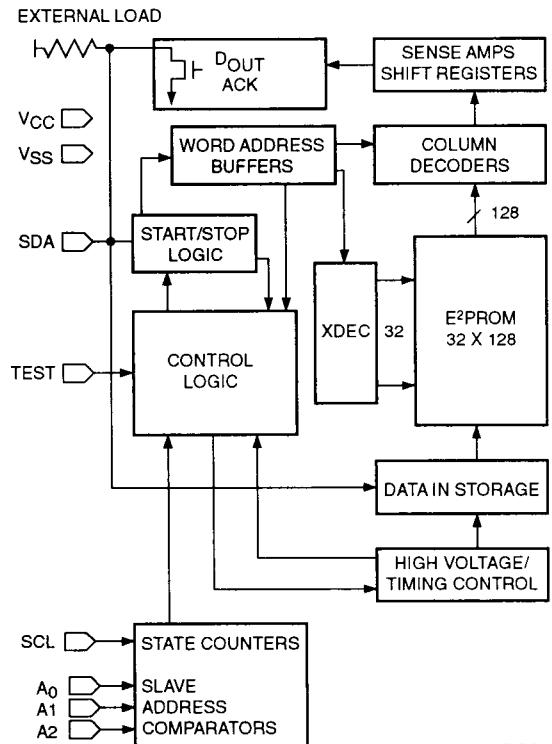 EXTERNAL LOAD
DOUT
ACK
SENSE AMPS
SHIFT REGISTERS
VCC
VSS
WORD ADDRESS
BUFFERS
COLUMN
DECODERS
128
SDA
START/STOP
LOGIC
XDEC
32
E²PROM
32 X 128
CONTROL
LOGIC
TEST
DATA IN STORAGE
HIGH VOLTAGE/
TIMING CONTROL
SCL
STATE COUNTERS
A0
SLAVE
A1
ADDRESS
A2
COMPARATORS